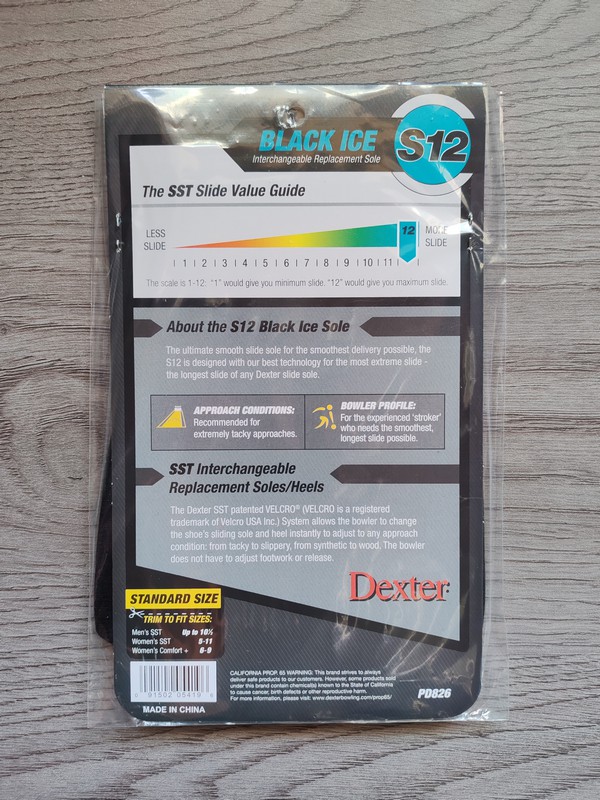 BLACK ICE
Interchangeable Replacement Sole
S12
The SST Slide Value Guide
LESS
SLIDE
12
MORE
SLIDE
| 1 | 2 | 3 | 4 | 5 | 6 | 7 | 8 | 9 | 10 | 11 |
The scale is 1-12: "1" would give you minimum slide. "12" would give you maximum slide.
About the S12 Black Ice Sole
The ultimate smooth slide sole for the smoothest delivery possible, the
S12 is designed with our best technology for the most extreme slide -
the longest slide of any Dexter slide sole.
APPROACH CONDITIONS:
Recommended for
extremely tacky approaches.
BOWLER PROFILE:
For the experienced 'stroker'
who needs the smoothest,
longest slide possible.
SST Interchangeable
Replacement Soles/Heels
The Dexter SST patented VELCRO® (VELCRO is a registered
trademark of Velcro USA Inc.) System allows the bowler to change
the shoe's sliding sole and heel instantly to adjust to any approach
condition: from tacky to slippery, from synthetic to wood. The bowler
does not have to adjust footwork or release.
Dexter
STANDARD SIZE
TRIM TO FIT SIZES:
Men's SST Up to 10½
Women's SST 5-11
Women's Comfort + 6-9
91502 05419
MADE IN CHINA
CALIFORNIA PROP. 65 WARNING: This brand strives to always
deliver safe products to our customers. However, some products sold
under this brand contain chemical(s) known to the State of California
to cause cancer, birth defects or other reproductive harm.
For more information, please visit: www.dexterbowling.com/prop65/
PD826